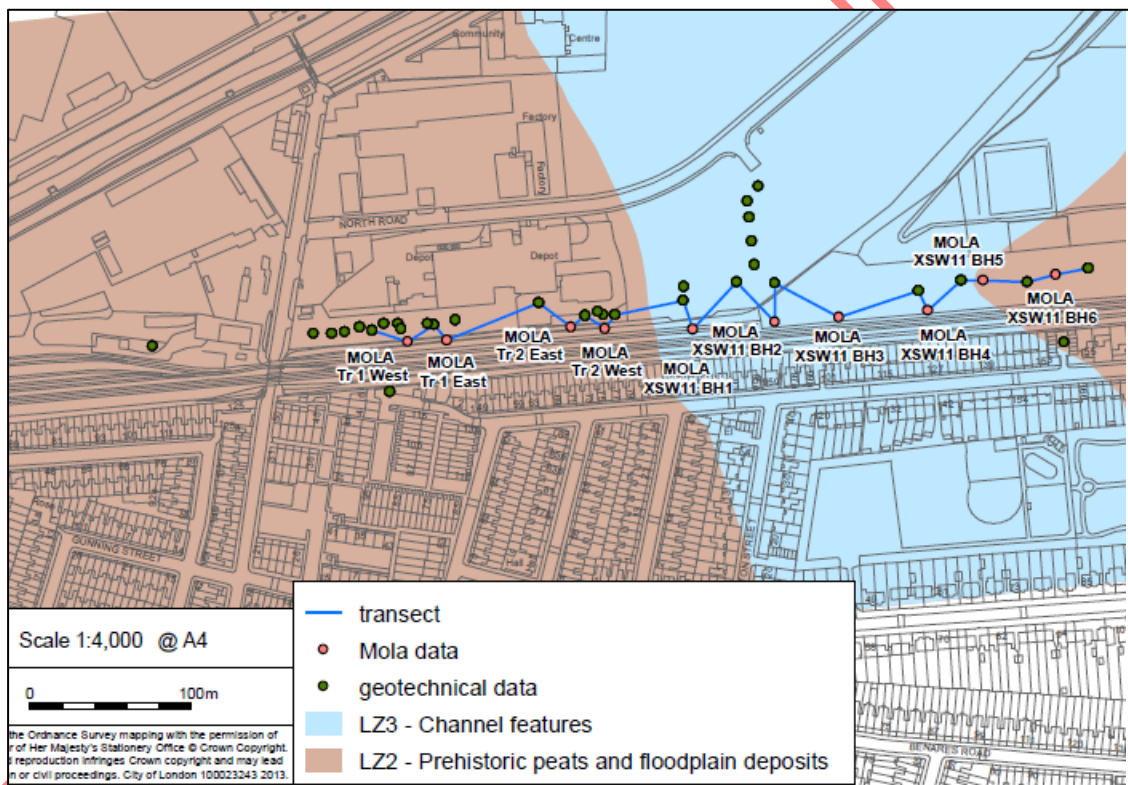 Community
Centre
Factory
Factory
NORTH ROAD
Depot
Depot
MOLA
XSW11 BH5
MOLA
XSW11 BH6
MOLA
Tr 1 West
MOLA
Tr 1 East
MOLA
Tr 2 East
MOLA
Tr 2 West
MOLA
XSW11 BH1
MOLA
XSW11 BH2
MOLA
XSW11 BH3
MOLA
XSW11 BH4
GUNNING STREET
Hall
BENARES ROAD
Scale 1:4,000 @ A4
0 100m
the Ordnance Survey mapping with the permission of
r of Her Majesty's Stationery Office © Crown Copyright.
reproduction infringes Crown copyright and may lead
n or civil proceedings. City of London 100023243 2013.
transect
Mola data
geotechnical data
LZ3 - Channel features
LZ2 - Prehistoric peats and floodplain deposits